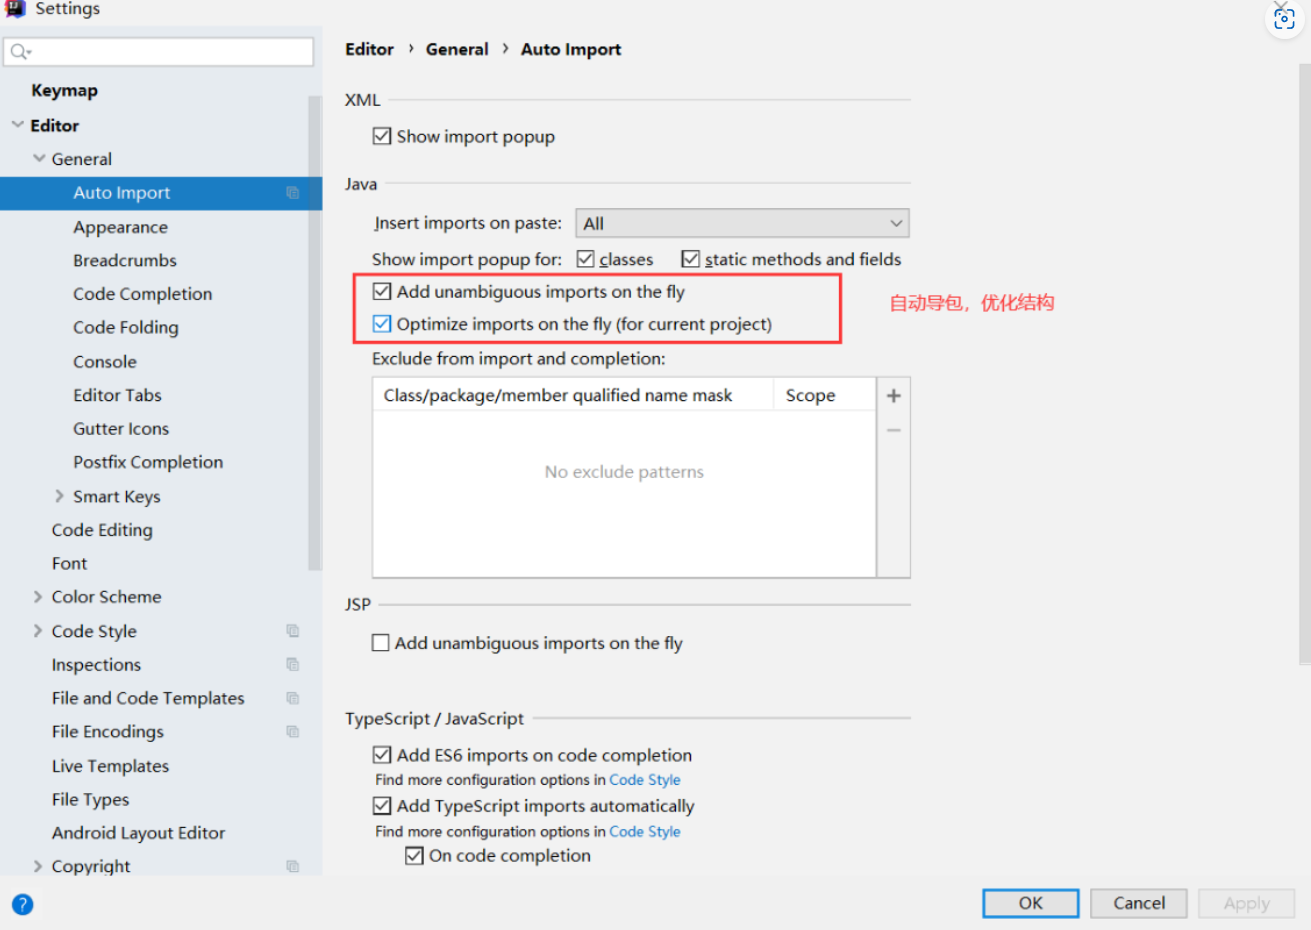 Settings
Keymap
Editor
General
Auto Import
Appearance
Breadcrumbs
Code Completion
Code Folding
Console
Editor Tabs
Gutter Icons
Postfix Completion
Smart Keys
Code Editing
Font
Color Scheme
Code Style
Inspections
File and Code Templates
File Encodings
Live Templates
File Types
Android Layout Editor
Copyright
Editor › General › Auto Import
XML
Show import popup
Java
Insert imports on paste: All
Show import popup for: classes static methods and fields
Add unambiguous imports on the fly
Optimize imports on the fly (for current project)
自动导包，优化结构
Exclude from import and completion:
Class/package/member qualified name mask Scope
No exclude patterns
JSP
Add unambiguous imports on the fly
TypeScript / JavaScript
Add ES6 imports on code completion
Find more configuration options in Code Style
Add TypeScript imports automatically
Find more configuration options in Code Style
On code completion
? OK Cancel Apply